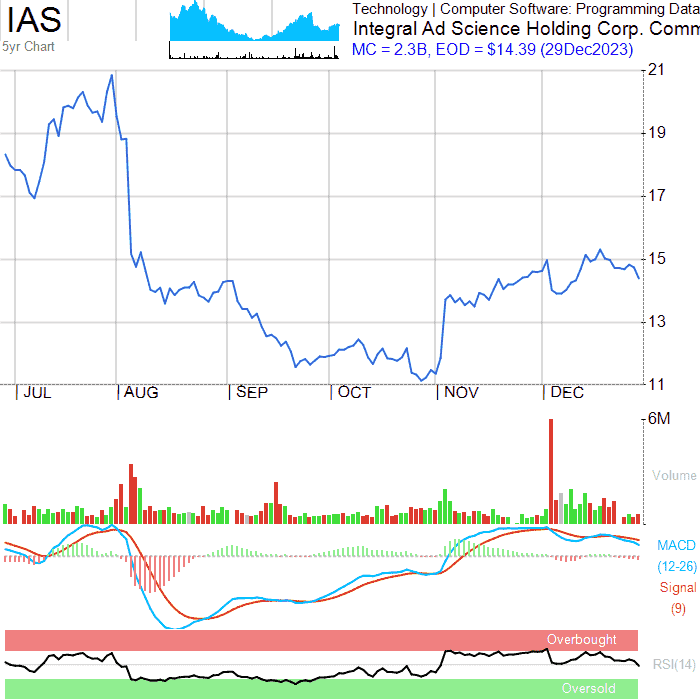 IAS
5yr Chart
Technology | Computer Software: Programming Data
Integral Ad Science Holding Corp. Comm
MC = 2.3B, EOD = $14.39 (29Dec2023)
21
19
17
15
13
11
JUL AUG SEP OCT NOV DEC
6M
Volume
MACD
(12-26)
Signal
(9)
Overbought
RSI(14)
Oversold